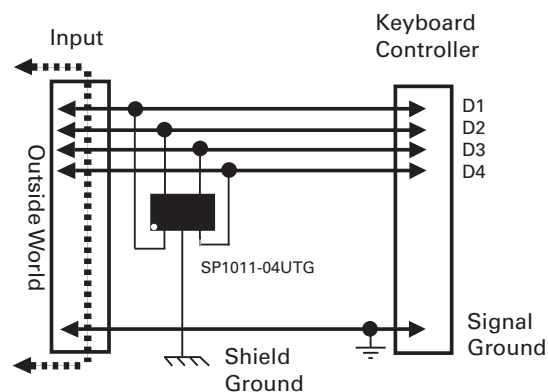 Input
Keyboard
Controller
D1
D2
D3
D4
Outside World
SP1011-04UTG
Shield
Ground
Signal
Ground